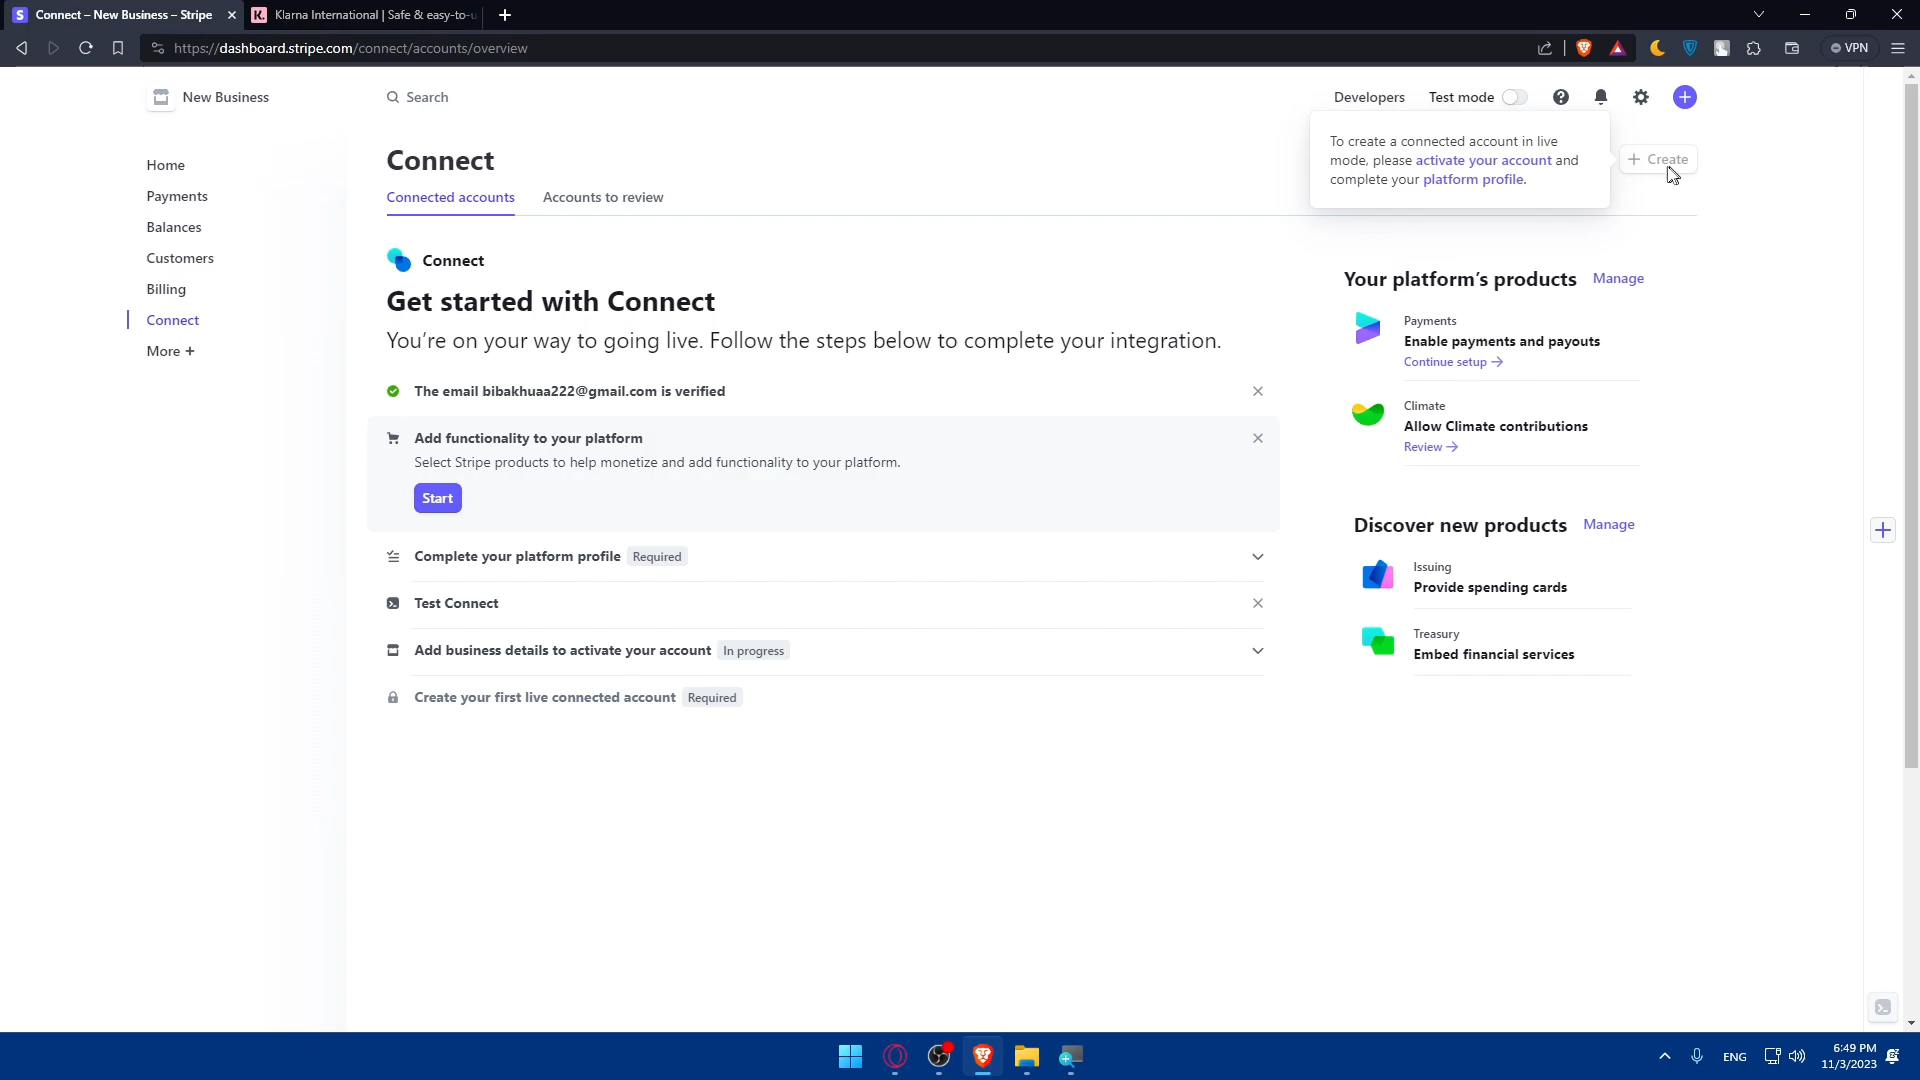 Connect – New Business – Stripe
Klarna International | Safe & easy-to-u
https://dashboard.stripe.com/connect/accounts/overview
VPN
New Business
Search
Developers
Test mode
To create a connected account in live
mode, please activate your account and
complete your platform profile.
+ Create
Connect
Connected accounts
Accounts to review
Home
Payments
Balances
Customers
Billing
Connect
More +
Connect
Get started with Connect
You're on your way to going live. Follow the steps below to complete your integration.
The email bibakhuaa222@gmail.com is verified
Add functionality to your platform
Select Stripe products to help monetize and add functionality to your platform.
Start
Complete your platform profile Required
Test Connect
Add business details to activate your account In progress
Create your first live connected account Required
Your platform's products Manage
Payments
Enable payments and payouts
Continue setup →
Climate
Allow Climate contributions
Review →
Discover new products Manage
Issuing
Provide spending cards
Treasury
Embed financial services
ENG
6:49 PM
11/3/2023